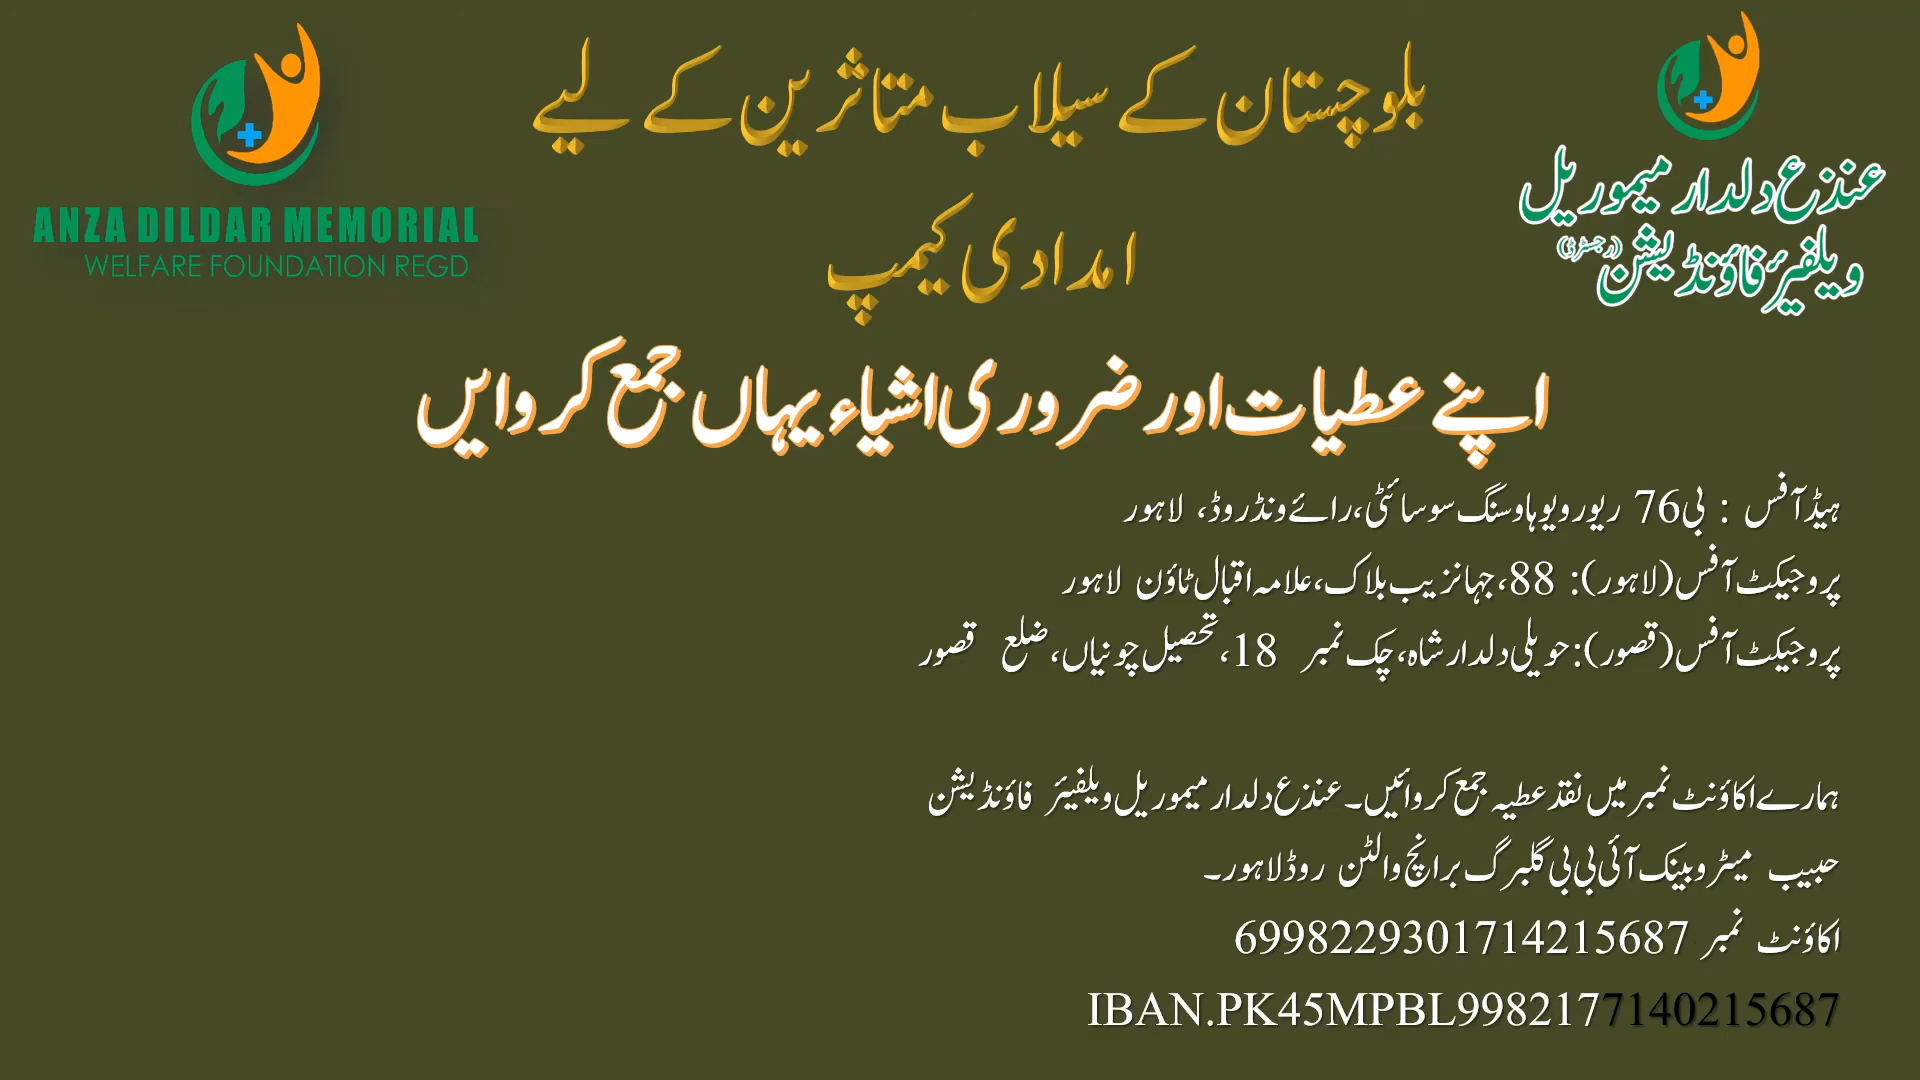 ANZA DILDAR MEMORIAL
WELFARE FOUNDATION REGD
بلوچستان کے سیلاب متاثرین کے لیے
امدادی کیمپ
عنذع دلدار میموریل
ویلفیئر فاؤنڈیشن (رجسٹرڈ)
اپنے عطیات اور ضروری اشیاء یہاں جمع کروایں
ہیڈ آفس : بی 76 ریور ویو ہاوسنگ سوسائٹی، رائے ونڈ روڈ، لاہور
پروجیکٹ آفس (لاہور): 88، جہانزیب بلاک، علامہ اقبال ٹاؤن لاہور
پروجیکٹ آفس (قصور): حویلی دلدار شاہ، چک نمبر 18، تحصیل چونیاں، ضلع قصور
ہمارے اکاؤنٹ نمبر میں نقد عطیہ جمع کروائیں۔ عنذع دلدار میموریل ویلفیئر فاؤنڈیشن
حبیب میٹرو بینک آئی بی بی گلبرگ برانچ والٹن روڈ لاہور۔
اکاؤنٹ نمبر 6998229301714215687
IBAN.PK45MPBL9982177140215687